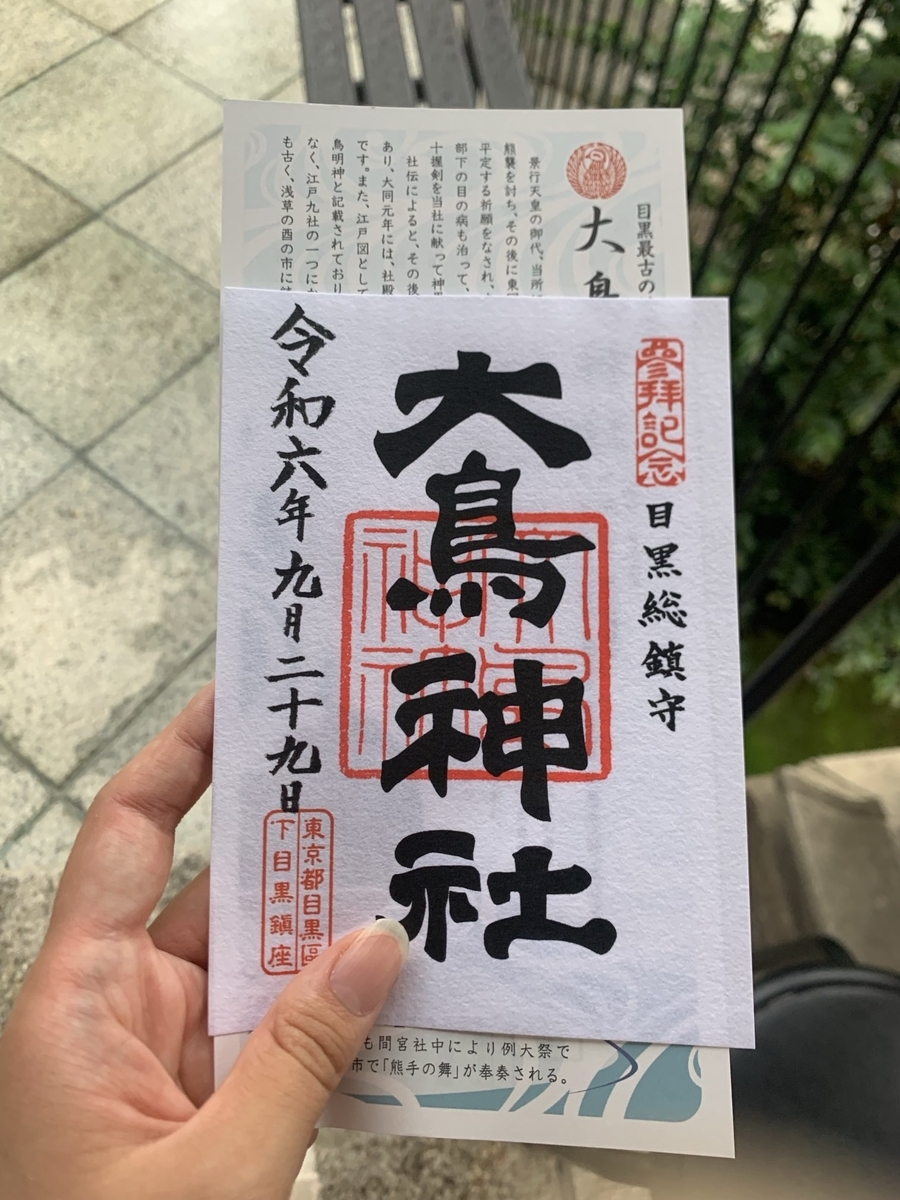 目黒最古の
大鳥
景行天皇の御代、当所
熊襲を討ち、その後に東
平定する祈願をなされ、
部下の目の病も治って、
十握剣を当社に献って神
社伝によると、その後
あり、大同元年には、社殿
です。また、江戸図として
鳥明神と記載されており
なく、江戸九社の一つに
も古く、浅草の酉の市に
參拜記念
目黒総鎮守
大鳥神社
令和六年九月二十九日
東京都目黒區
下目黒鎮座
も間宮社中により例大祭で
市で「熊手の舞」が奉奏される。